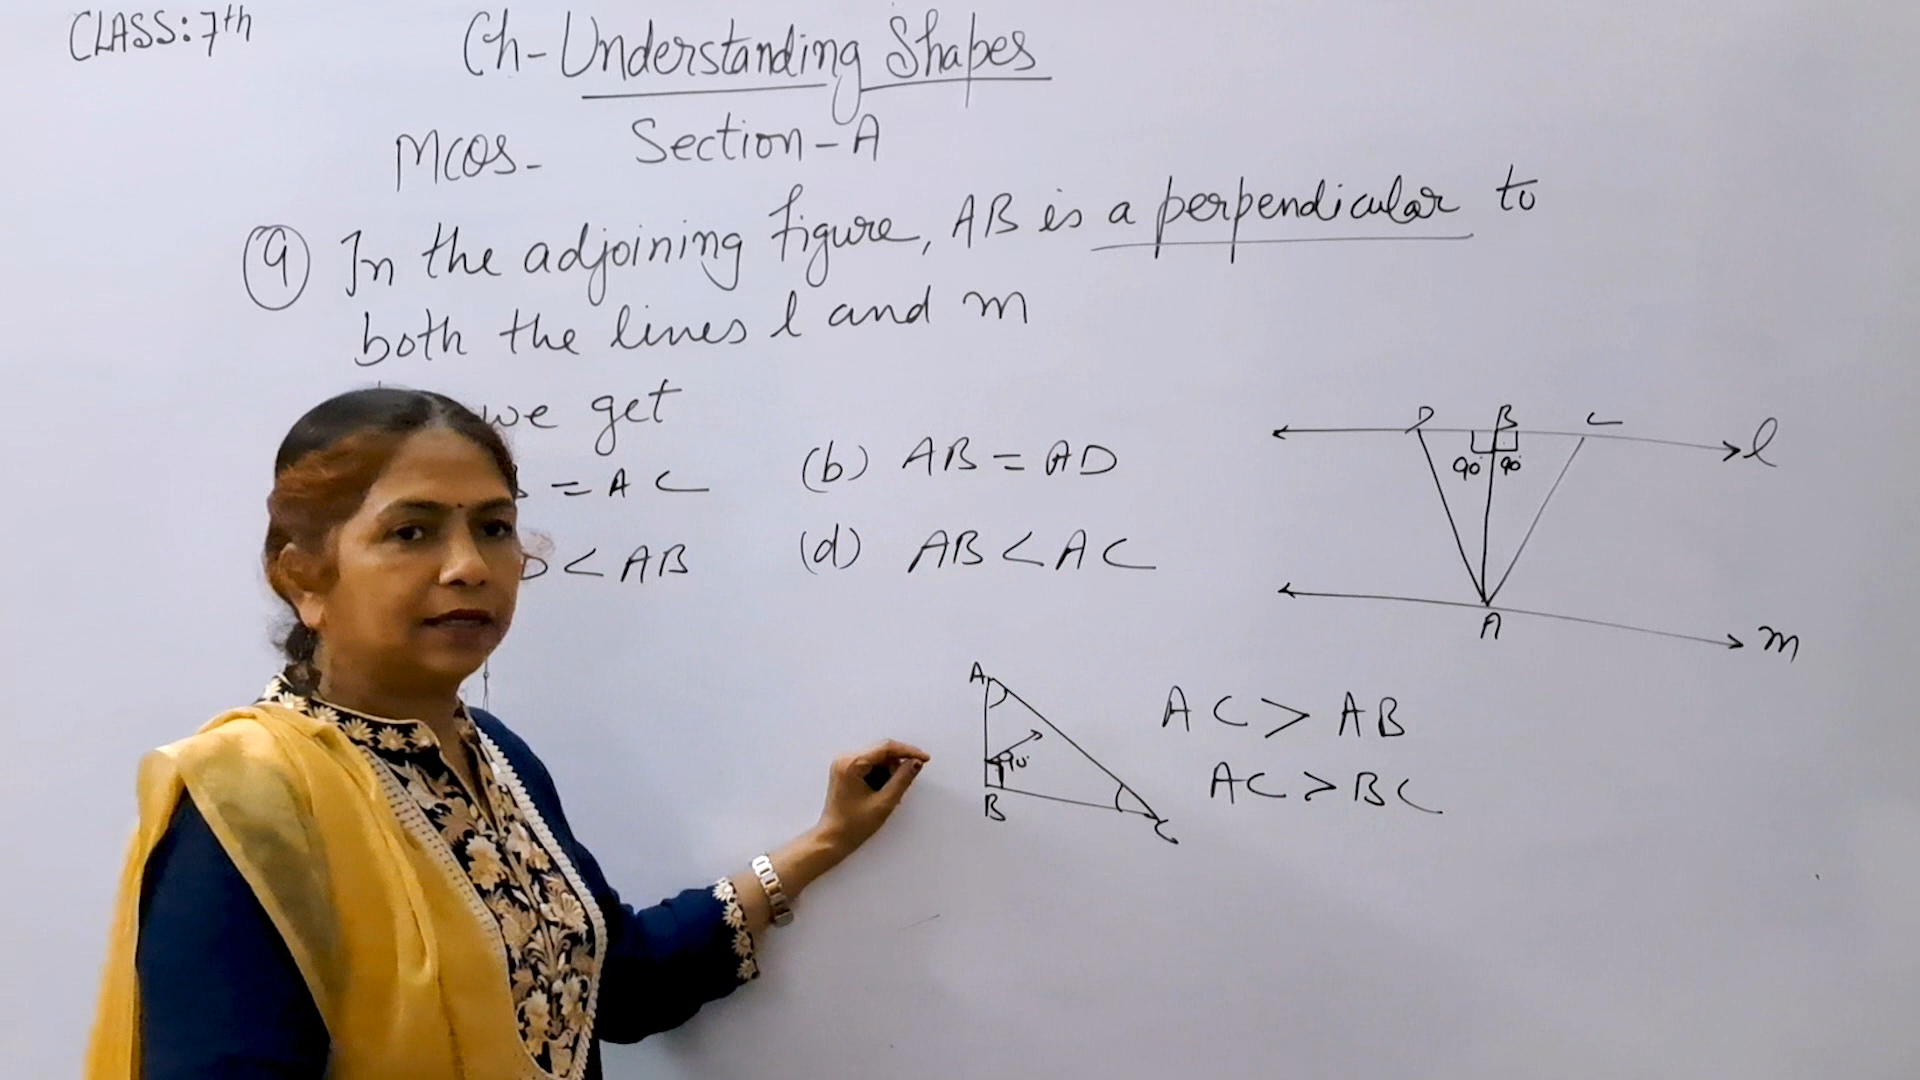 CLASS: 7th
Ch-Understanding Shapes
MCQS- Section-A
9 In the adjoining figure, AB is a perpendicular to
both the lines l and m
we get
= AC (b) AB = AD
< AB (d) AB < AC
D B C l
90° 90°
A m
A AC > AB
90° AC > BC
B C